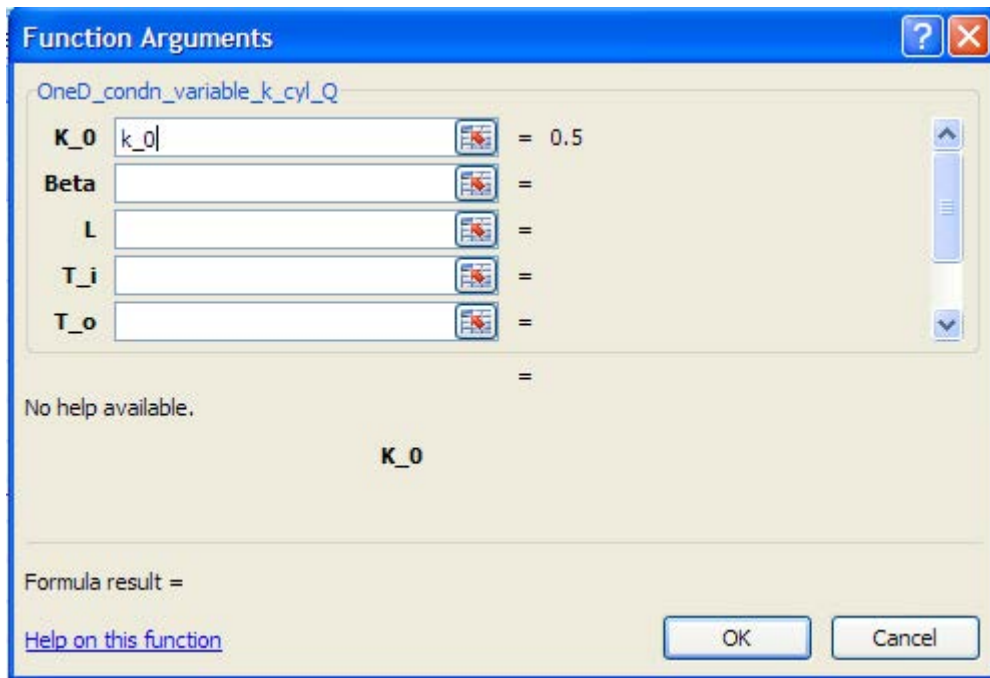 Function Arguments
OneD_condn_variable_k_cyl_Q
K_0 k_0 = 0.5
Beta =
L =
T_i =
T_o =
=
No help available.
K_0
Formula result =
Help on this function OK Cancel